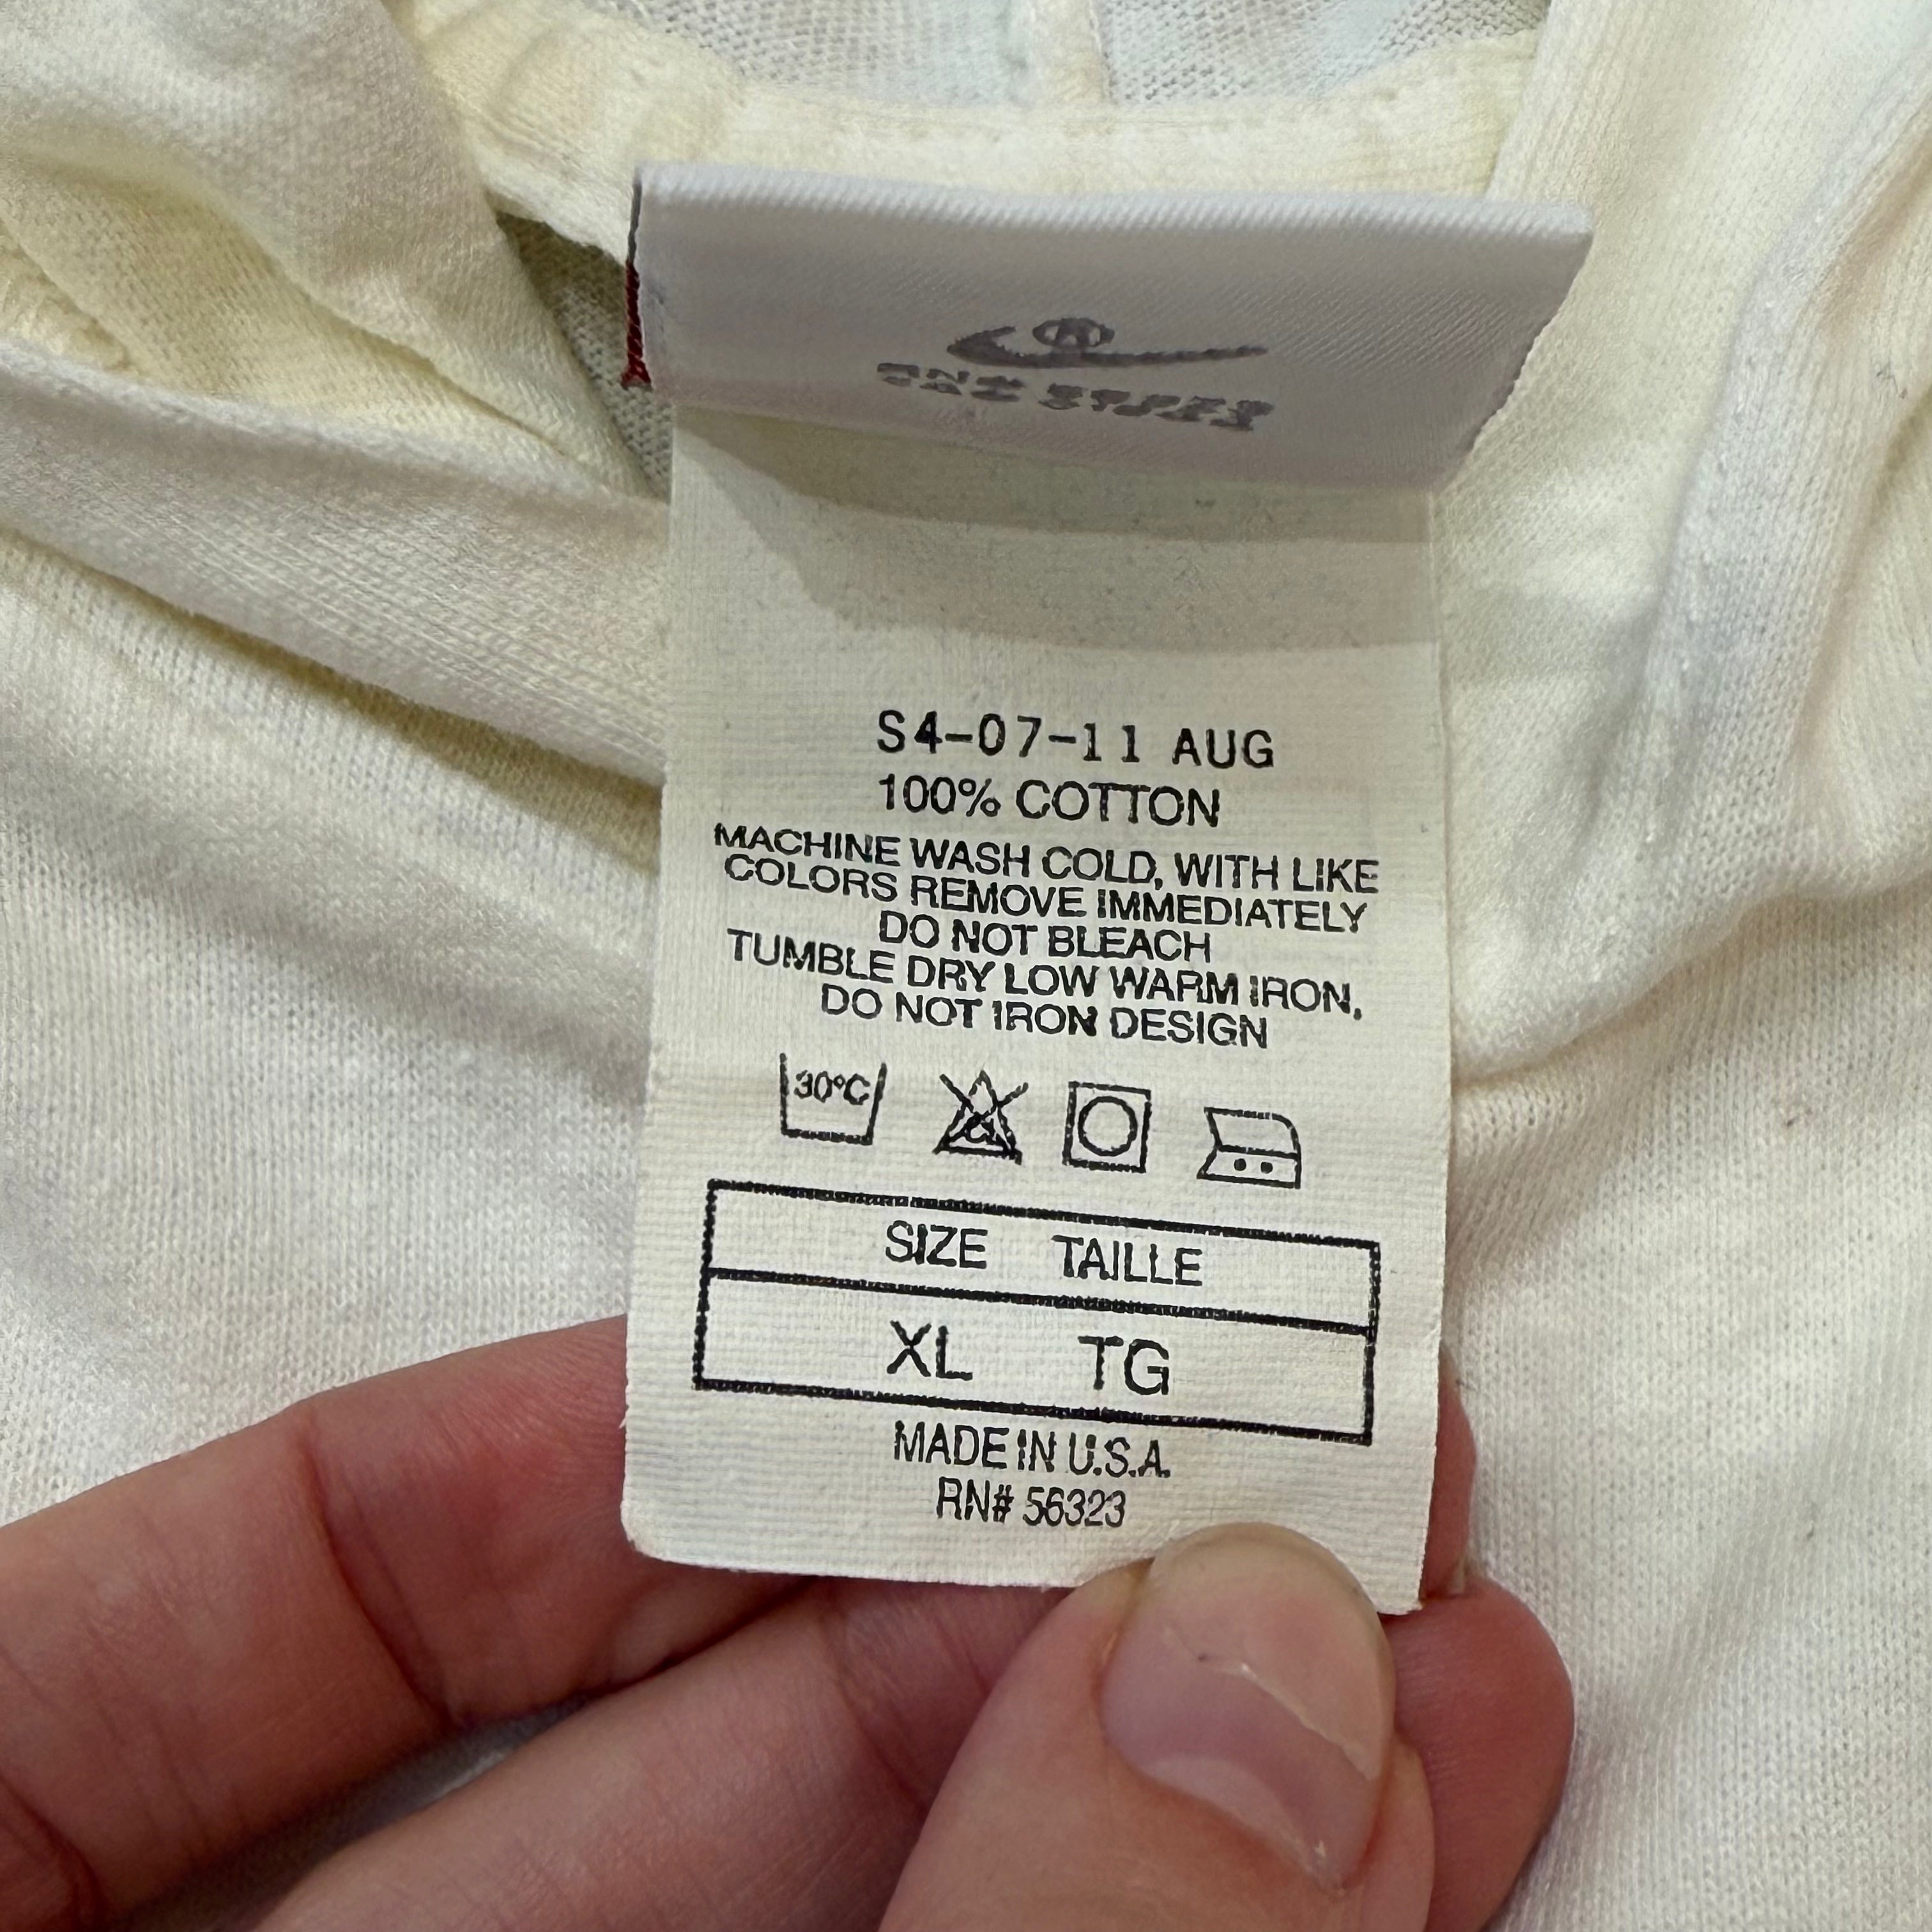 S4-07-11 AUG
100% COTTON
MACHINE WASH COLD, WITH LIKE
COLORS REMOVE IMMEDIATELY
DO NOT BLEACH
TUMBLE DRY LOW WARM IRON,
DO NOT IRON DESIGN
30°C
SIZE TAILLE
XL TG
MADE IN U.S.A.
RN# 56323